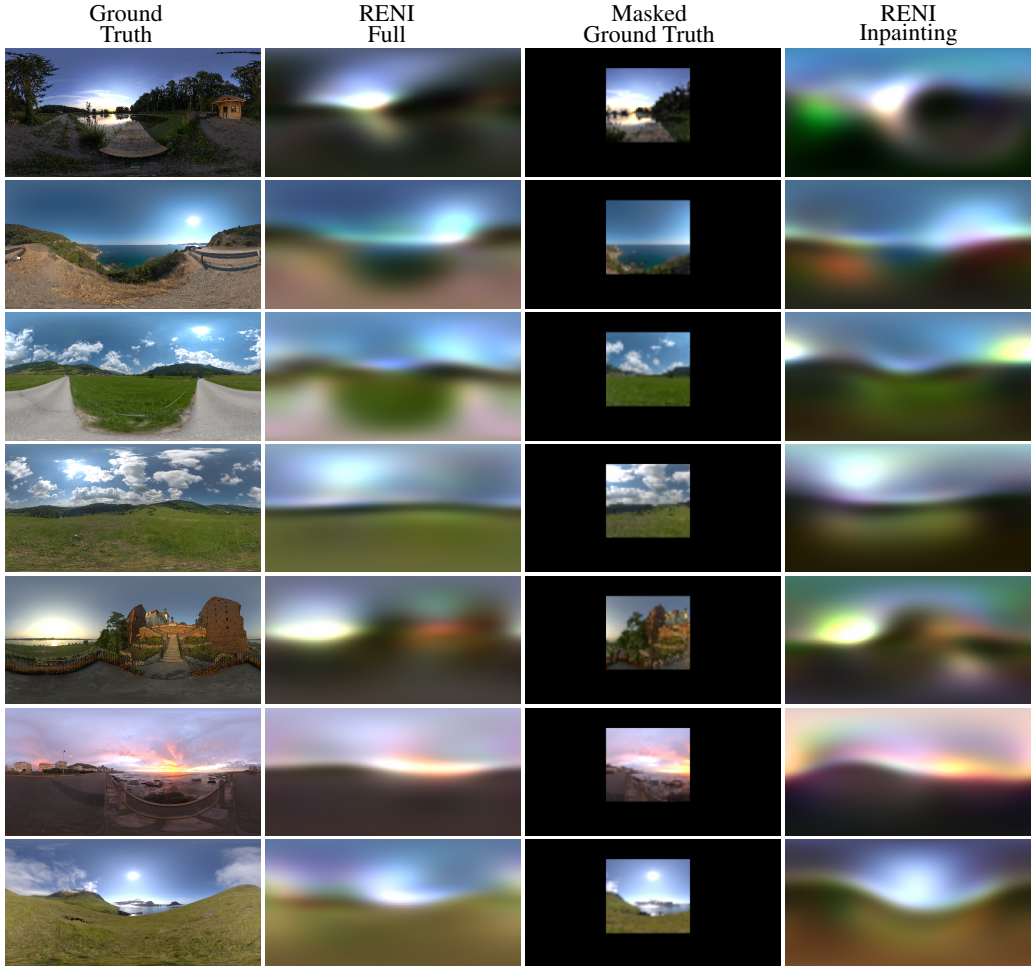 Ground
Truth
RENI
Full
Masked
Ground Truth
RENI
Inpainting